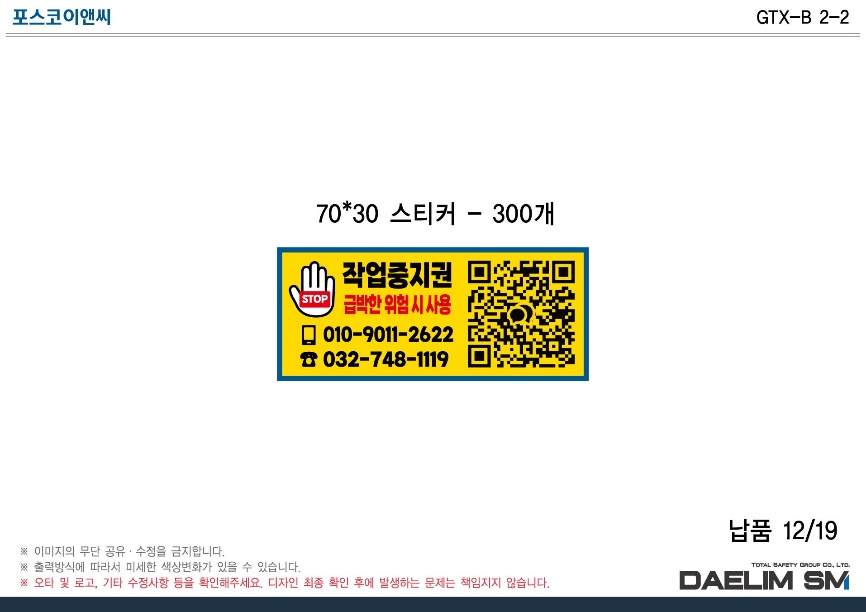 포스코이앤씨
GTX-B 2-2
70*30 스티커 - 300개
STOP
작업중지권
급박한 위험 시 사용
010-9011-2622
032-748-1119
납품 12/19
※ 이미지의 무단 공유·수정을 금지합니다.
※ 출력방식에 따라서 미세한 색상변화가 있을 수 있습니다.
※ 오타 및 로고, 기타 수정사항 등을 확인해주세요. 디자인 최종 확인 후에 발생하는 문제는 책임지지 않습니다.
TOTAL SAFETY GROUP CO., LTD.
DAELIM SM